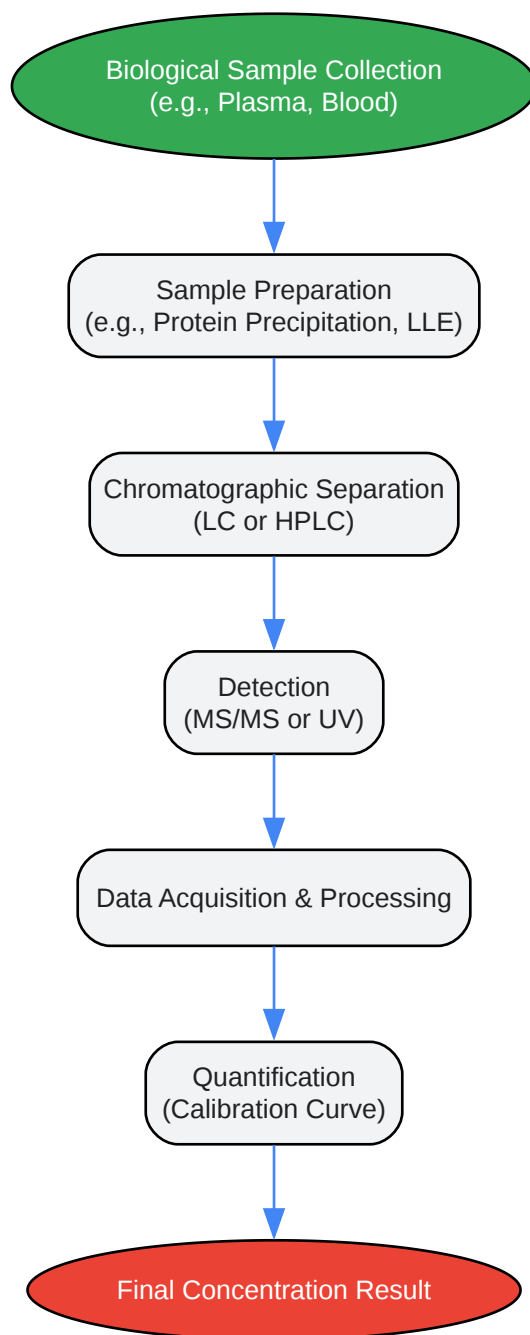 Biological Sample Collection
(e.g., Plasma, Blood)
Sample Preparation
(e.g., Protein Precipitation, LLE)
Chromatographic Separation
(LC or HPLC)
Detection
(MS/MS or UV)
Data Acquisition & Processing
Quantification
(Calibration Curve)
Final Concentration Result